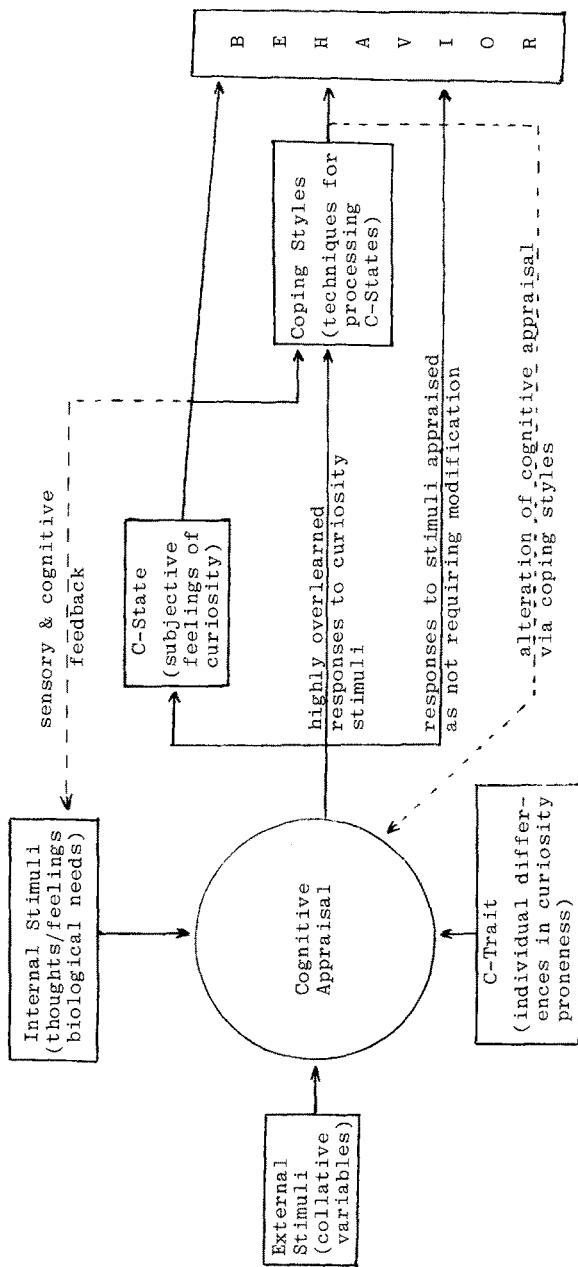 sensory & cognitive
feedback
Internal Stimuli
(thoughts/feelings
biological needs)
C-State
(subjective
feelings of
curiosity)
External
Stimuli
(collative
variables)
Cognitive
Appraisal
highly overlearned
responses to curiosity
stimuli
Coping Styles
(techniques for
processing
C-States)
B
E
H
A
V
I
O
R
responses to stimuli appraised
as not requiring modification
C-Trait
(individual differ-
ences in curiosity
proneness)
alteration of cognitive appraisal
via coping styles